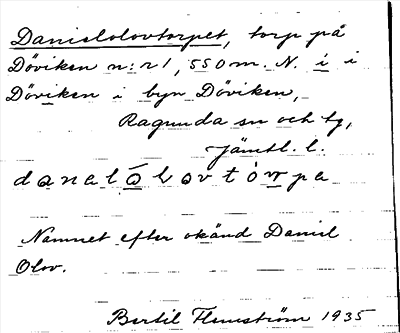 Danielolovtorpet, torp på
Döviken n:r 1, 550 m. N. i i
Döviken i byn Döviken,
Ragunda sn och tg,
Jämtl. l.
danəlōləvtòrpa
Namnet efter okänd Daniel
Olov.
Bertil Flemström 1935